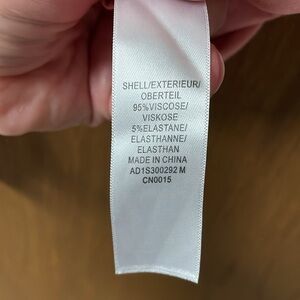 SHELL/EXTERIEUR/
OBERTEIL
95%VISCOSE/
VISKOSE
5%ELASTANE/
ELASTHANNE/
ELASTHAN
MADE IN CHINA
AD1S300292 M
CN0015